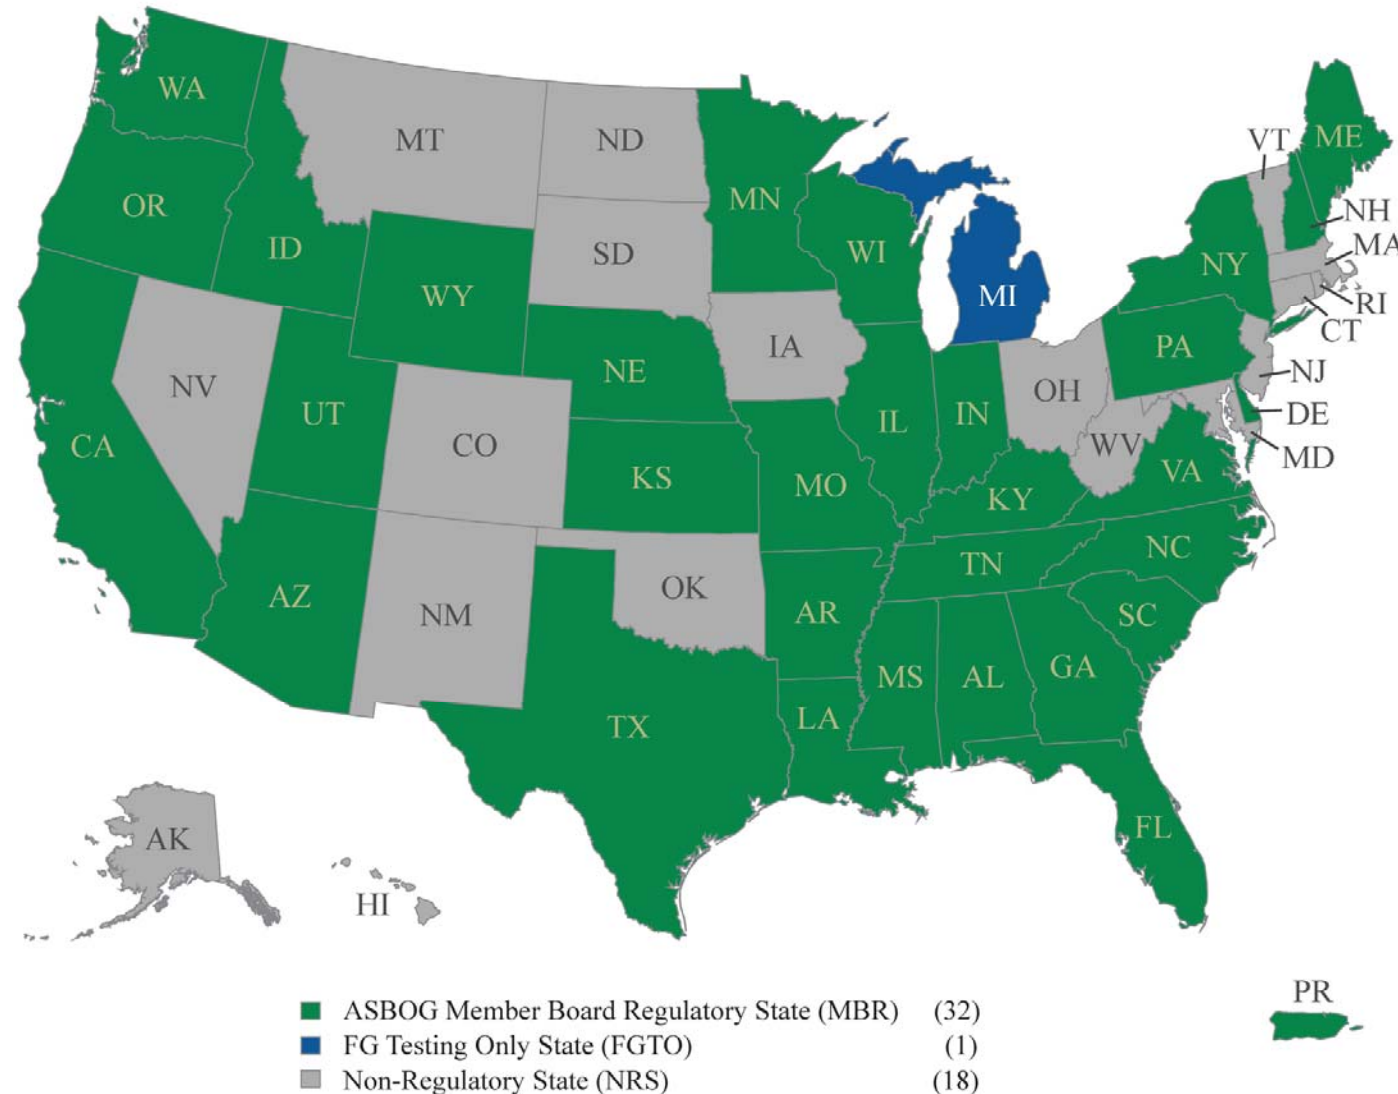 WA
MT
ND
VT
ME
MN
OR
NH
ID
WI
MA
SD
NY
WY
MI
RI
CT
IA
PA
NE
NJ
NV
OH
DE
UT
IL
IN
CO
WV
CA
MD
KS
MO
VA
KY
NC
TN
OK
AZ
AR
NM
SC
GA
MS
AL
LA
TX
FL
AK
HI
PR
ASBOG Member Board Regulatory State (MBR) (32)
FG Testing Only State (FGTO) (1)
Non-Regulatory State (NRS) (18)